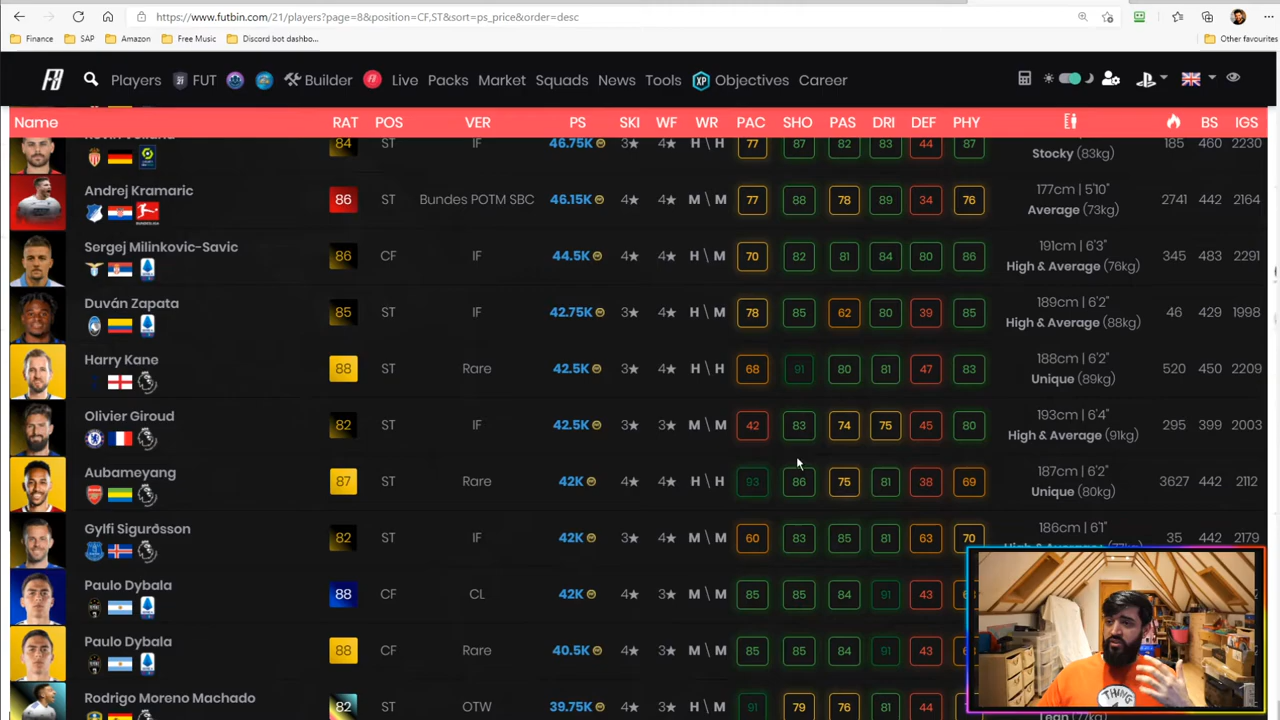 https://www.futbin.com/21/players?page=8&position=CF,ST&sort=ps_price&order=desc
Finance SAP Amazon Free Music Discord bot dashbo... Other favourites
F8 Players FUT Builder Live Packs Market Squads News Tools XP Objectives Career
Name RAT POS VER PS SKI WF WR PAC SHO PAS DRI DEF PHY BS IGS
84 ST IF 46.75K 3★ 4★ H \ H 77 87 82 83 44 87 Stocky (83kg) 185 460 2230
Andrej Kramaric 86 ST Bundes POTM SBC 46.15K 4★ 4★ M \ M 77 88 78 89 34 76 177cm | 5'10" Average (73kg) 2741 442 2164
Sergej Milinkovic-Savic 86 CF IF 44.5K 4★ 4★ H \ M 70 82 81 84 80 86 191cm | 6'3" High & Average (76kg) 345 483 2291
Duván Zapata 85 ST IF 42.75K 3★ 4★ H \ M 78 85 62 80 39 85 189cm | 6'2" High & Average (88kg) 46 429 1998
Harry Kane 88 ST Rare 42.5K 3★ 4★ H \ H 68 91 80 81 47 83 188cm | 6'2" Unique (89kg) 520 450 2209
Olivier Giroud 82 ST IF 42.5K 3★ 3★ M \ M 42 83 74 75 45 80 193cm | 6'4" High & Average (91kg) 295 399 2003
Aubameyang 87 ST Rare 42K 4★ 4★ H \ H 93 86 75 81 38 69 187cm | 6'2" Unique (80kg) 3627 442 2112
Gylfi Sigurðsson 82 ST IF 42K 3★ 4★ H \ H 60 83 85 81 63 70 186cm | 6'1" 35 442 2179
Paulo Dybala 88 CF CL 42K 4★ 3★ M \ M 85 85 84 91 43
Paulo Dybala 88 CF Rare 40.5K 4★ 3★ M \ M 85 85 84 91 43
Rodrigo Moreno Machado 82 ST OTW 39.75K 4★ 4★ M \ M 91 79 76 81 44
THING